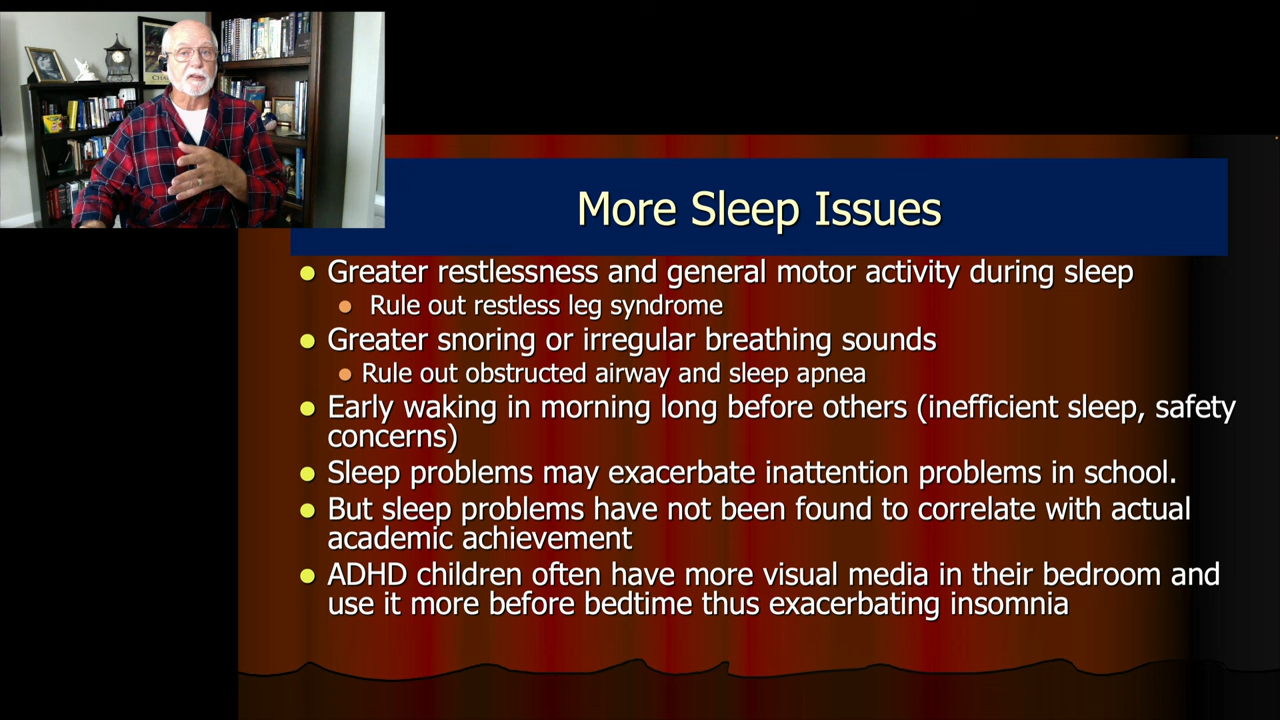 More Sleep Issues
Greater restlessness and general motor activity during sleep
Rule out restless leg syndrome
Greater snoring or irregular breathing sounds
Rule out obstructed airway and sleep apnea
Early waking in morning long before others (inefficient sleep, safety
concerns)
Sleep problems may exacerbate inattention problems in school.
But sleep problems have not been found to correlate with actual
academic achievement
ADHD children often have more visual media in their bedroom and
use it more before bedtime thus exacerbating insomnia